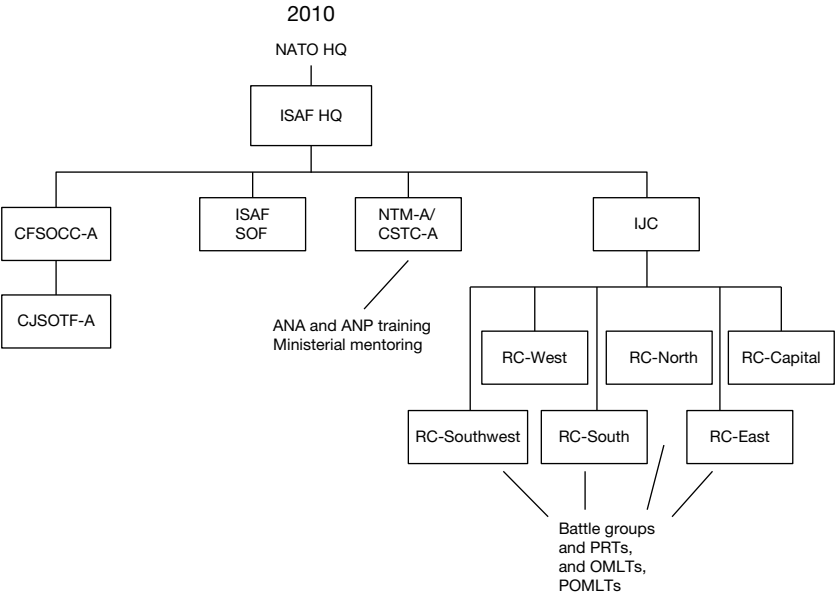 2010
NATO HQ
ISAF HQ
CFSOCC-A
ISAF
SOF
NTM-A/
CSTC-A
IJC
CJSOTF-A
ANA and ANP training
Ministerial mentoring
RC-West
RC-North
RC-Capital
RC-Southwest
RC-South
RC-East
Battle groups
and PRTs,
and OMLTs,
POMLTs